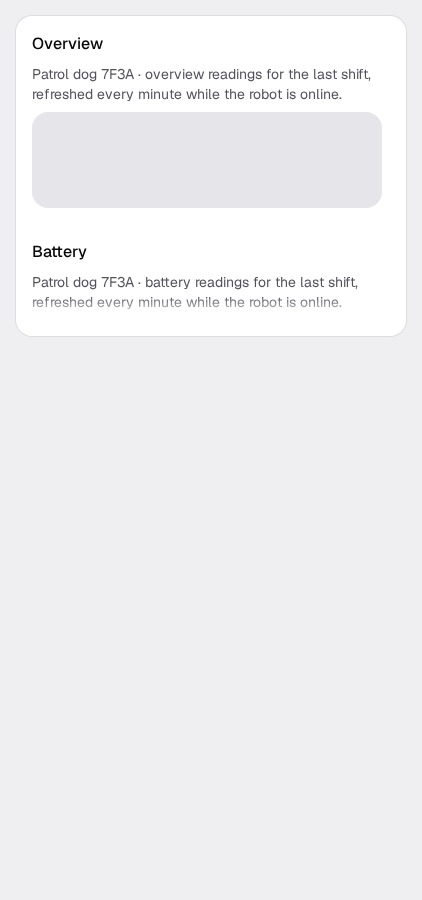 Overview
Patrol dog 7F3A · overview readings for the last shift,
refreshed every minute while the robot is online.
Battery
Patrol dog 7F3A · battery readings for the last shift,
refreshed every minute while the robot is online.